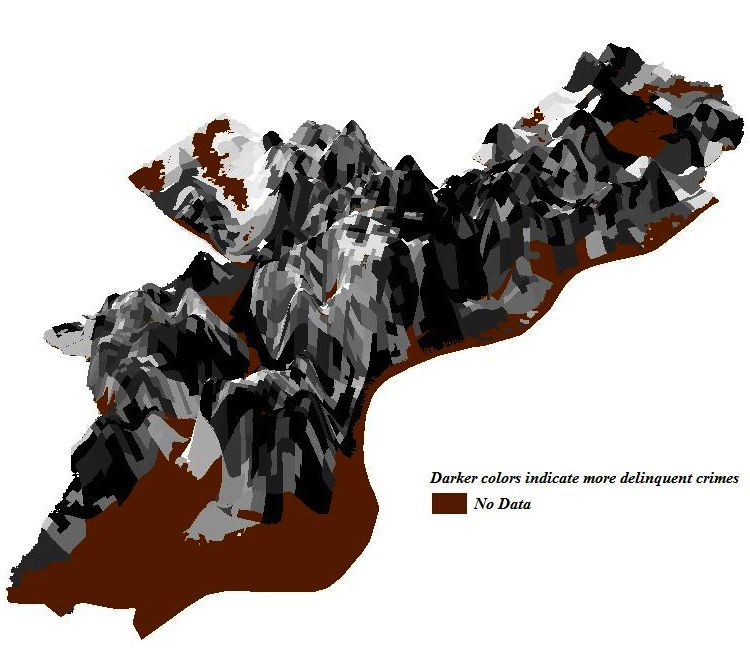 Darker colors indicate more delinquent crimes
No Data